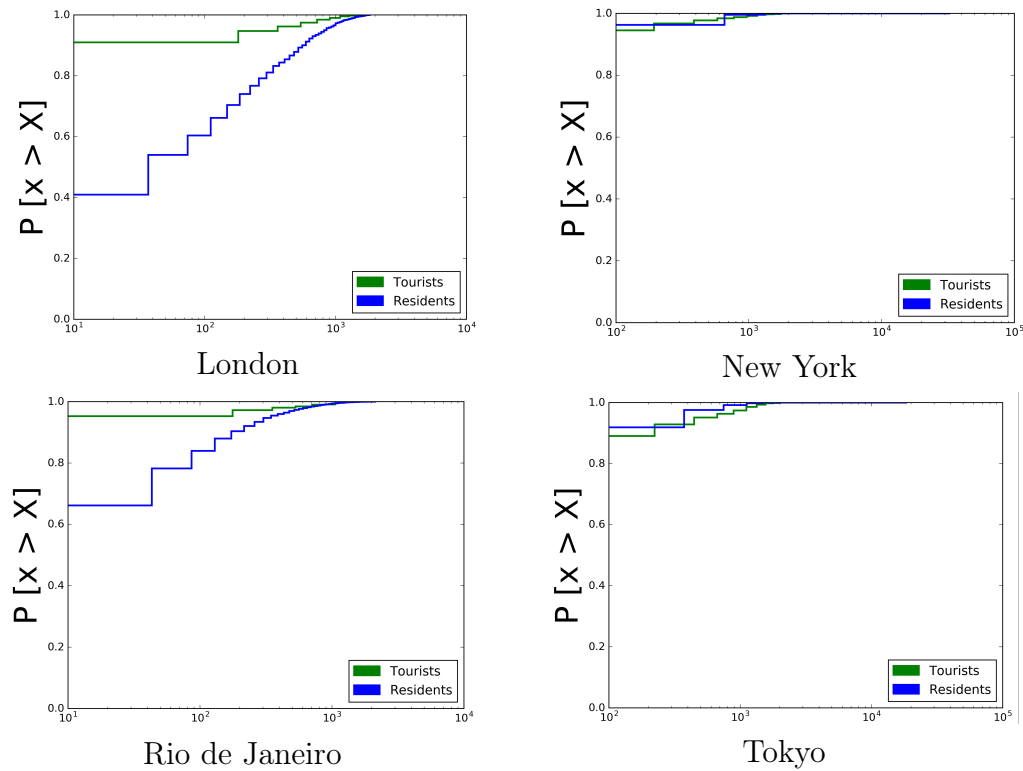 P [x > X]
1.0
0.8
0.6
0.4
0.2
0.0
10^1 10^2 10^3 10^4
Tourists
Residents
London
P [x > X]
1.0
0.8
0.6
0.4
0.2
0.0
10^2 10^3 10^4 10^5
Tourists
Residents
New York
P [x > X]
1.0
0.8
0.6
0.4
0.2
0.0
10^1 10^2 10^3 10^4
Tourists
Residents
Rio de Janeiro
P [x > X]
1.0
0.8
0.6
0.4
0.2
0.0
10^2 10^3 10^4 10^5
Tourists
Residents
Tokyo